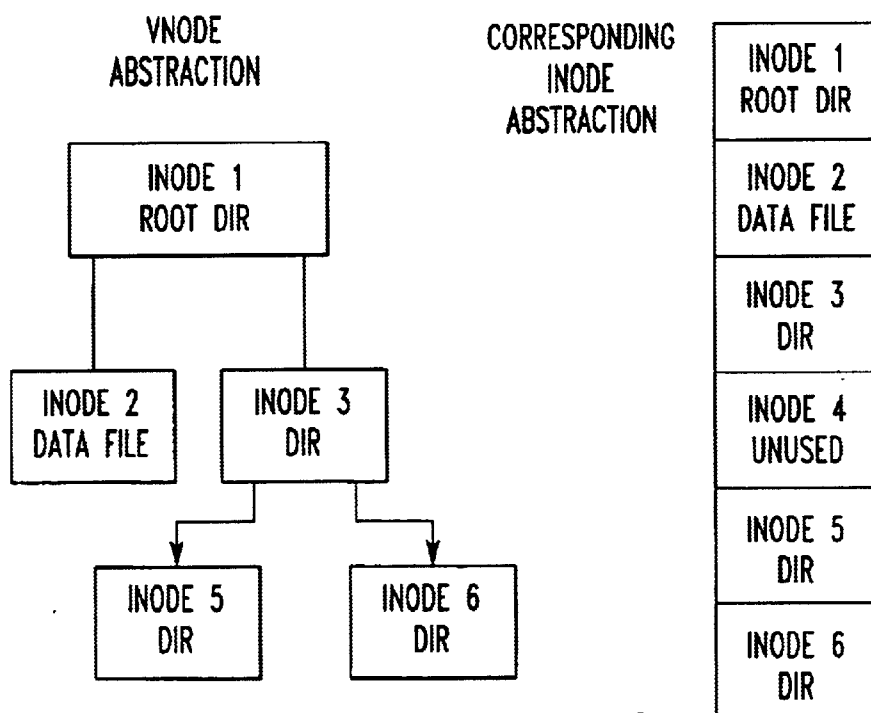 VNODE
ABSTRACTION
INODE 1
ROOT DIR
INODE 2
DATA FILE
INODE 3
DIR
INODE 5
DIR
INODE 6
DIR
CORRESPONDING
INODE
ABSTRACTION
INODE 1
ROOT DIR
INODE 2
DATA FILE
INODE 3
DIR
INODE 4
UNUSED
INODE 5
DIR
INODE 6
DIR